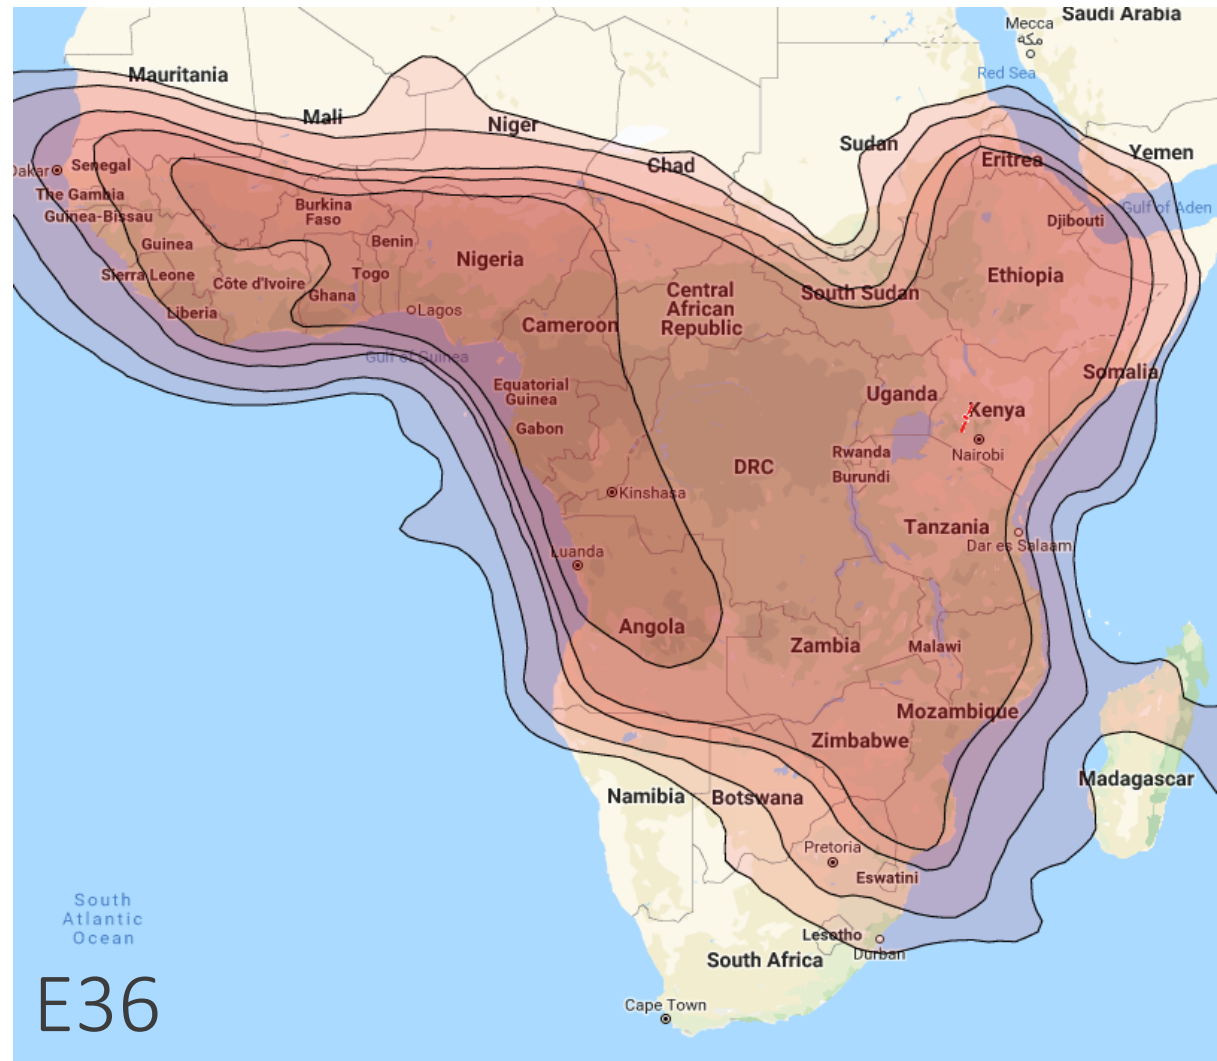 Saudi Arabia
Mecca
مكة
Red Sea
Mauritania
Mali
Niger
Chad
Sudan
Eritrea
Yemen
Dakar
Senegal
The Gambia
Guinea-Bissau
Burkina
Faso
Djibouti
Gulf of Aden
Guinea
Benin
Nigeria
Sierra Leone
Côte d'Ivoire
Togo
Ghana
Ethiopia
Central
African
Republic
South Sudan
Liberia
Lagos
Cameroon
Gulf of Guinea
Equatorial
Guinea
Gabon
Uganda
Somalia
Kenya
Nairobi
Rwanda
Burundi
DRC
Kinshasa
Tanzania
Dar es Salaam
Luanda
Angola
Zambia
Malawi
Mozambique
Zimbabwe
Madagascar
Namibia
Botswana
Pretoria
Eswatini
Lesotho
Durban
South Africa
Cape Town
South
Atlantic
Ocean
E36